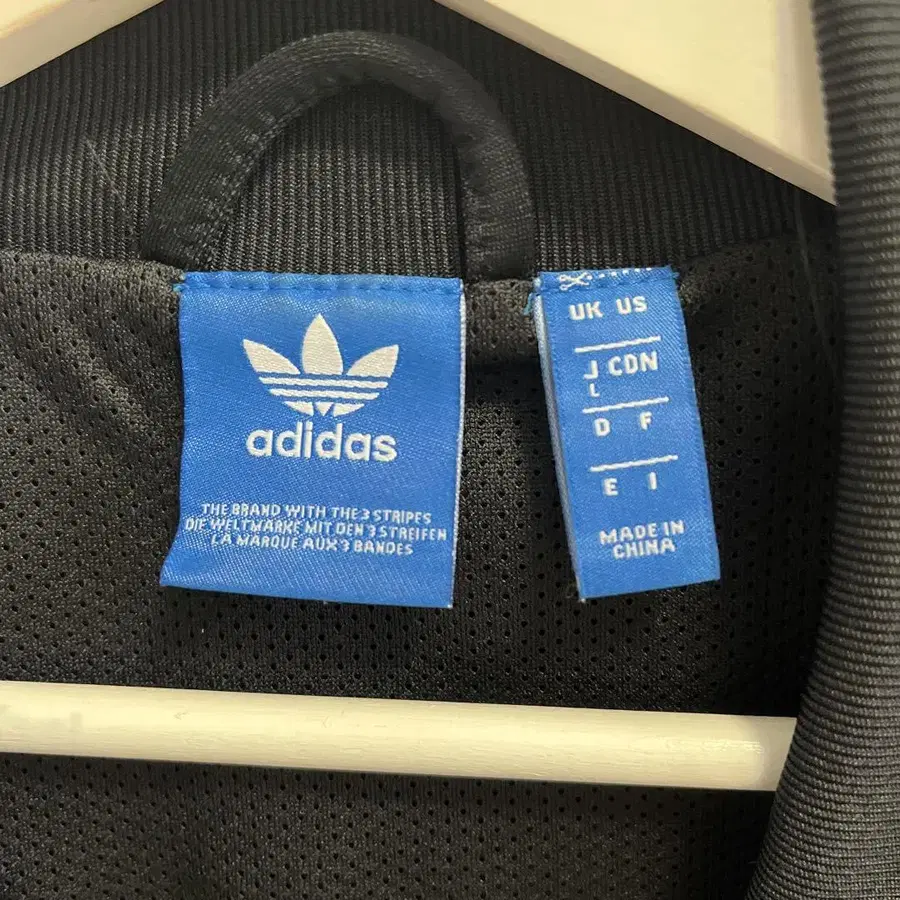 adidas
THE BRAND WITH THE 3 STRIPES
DIE WELTMARKE MIT DEN 3 STREIFEN
LA MARQUE AUX 3 BANDES
UK US
J CDN
L
D F
E I
MADE IN
CHINA